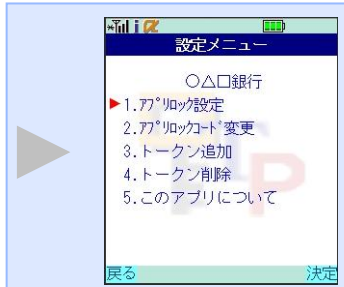 設定メニュー
○△□銀行
1.ｱﾌﾟﾘﾛｯｸ設定
2.ｱﾌﾟﾘﾛｯｸｺｰﾄﾞ変更
3.トークン追加
4.トークン削除
5.このアプリについて
戻る 決定